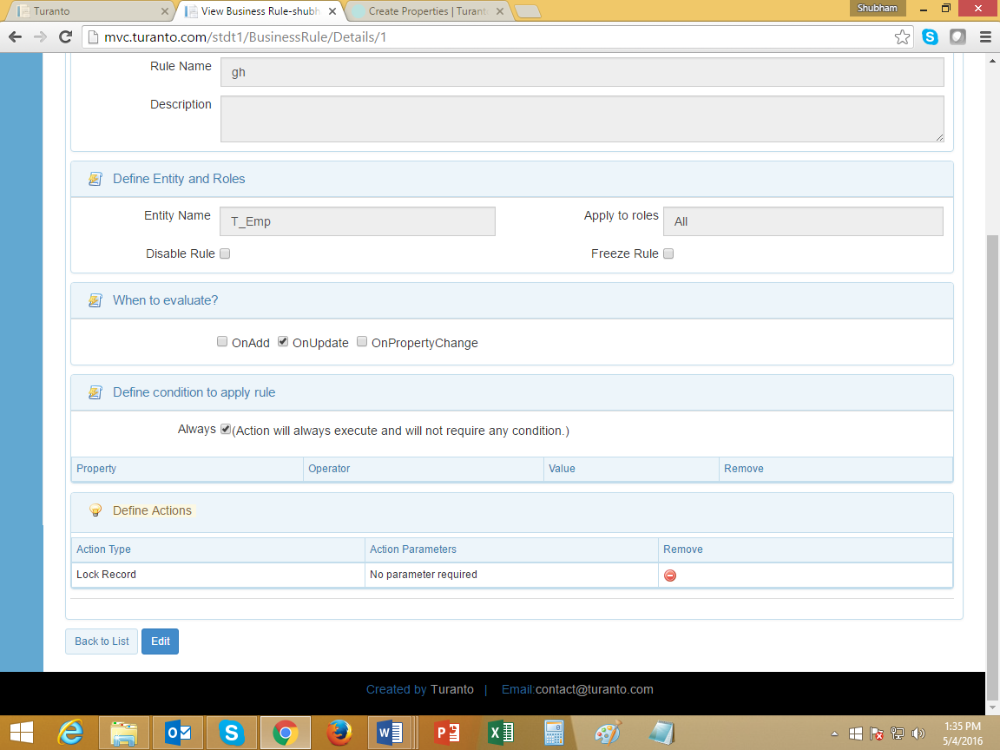 Turanto
View Business Rule-shubh
Create Properties | Turant
Shubham
mvc.turanto.com/stdt1/BusinessRule/Details/1
Rule Name
gh
Description
Define Entity and Roles
Entity Name
T_Emp
Apply to roles
All
Disable Rule
Freeze Rule
When to evaluate?
OnAdd OnUpdate OnPropertyChange
Define condition to apply rule
Always (Action will always execute and will not require any condition.)
Property Operator Value Remove
Define Actions
Action Type Action Parameters Remove
Lock Record No parameter required
Back to List Edit
Created by Turanto | Email:contact@turanto.com
1:35 PM
5/4/2016